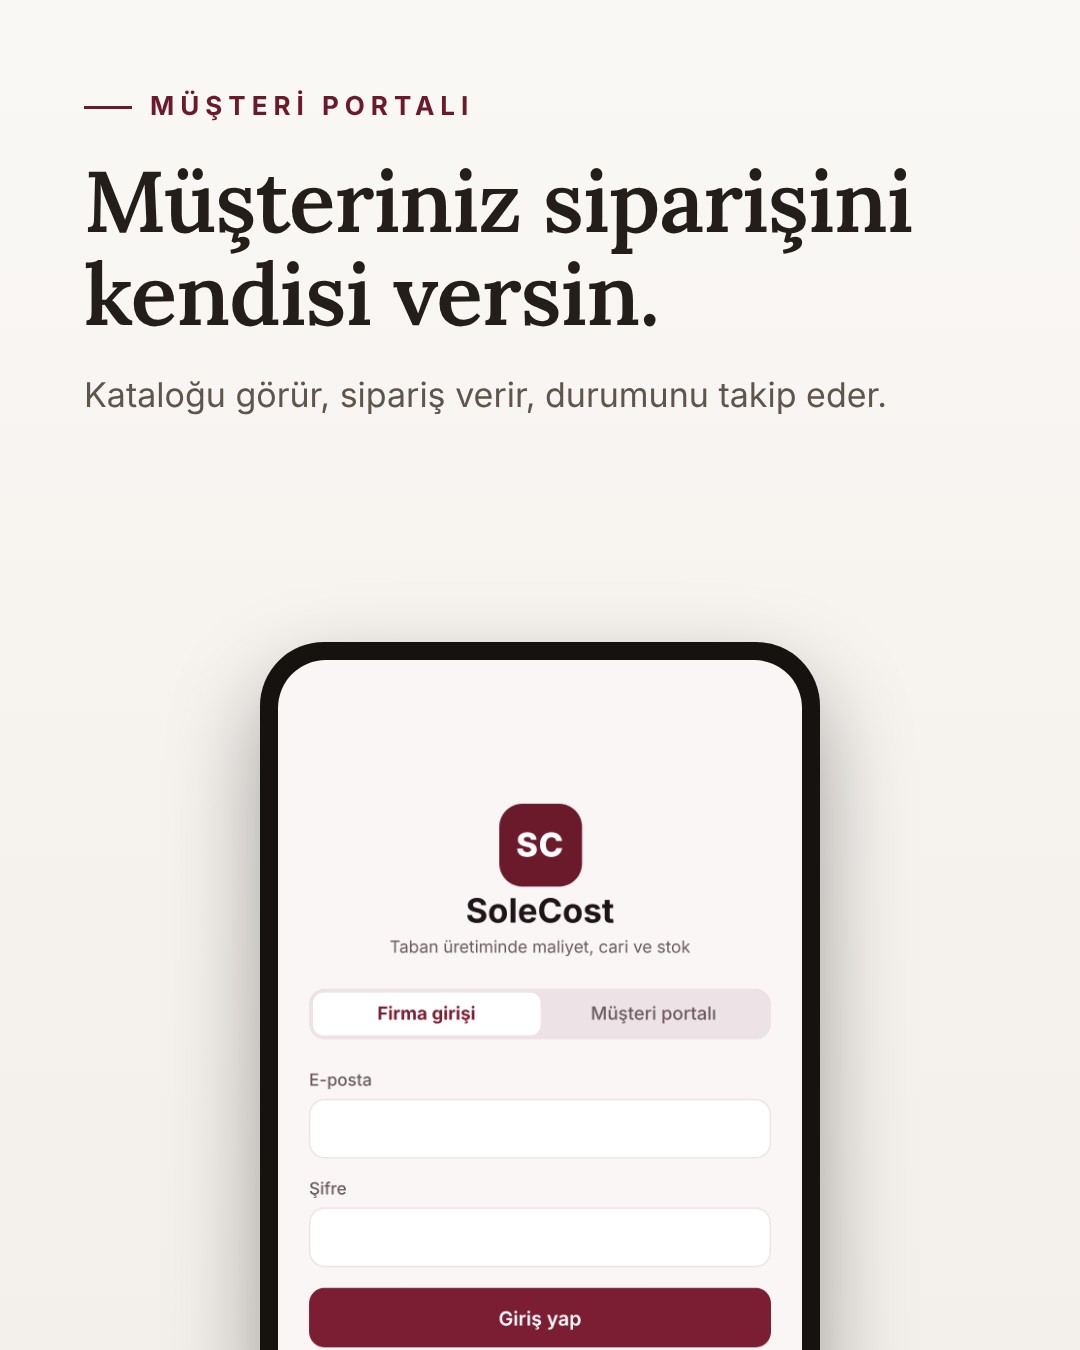 MÜŞTERİ PORTALI
Müşteriniz siparişini
kendisi versin.
Kataloğu görür, sipariş verir, durumunu takip eder.
SC
SoleCost
Taban üretiminde maliyet, cari ve stok
Firma girişi
Müşteri portalı
E-posta
Şifre
Giriş yap